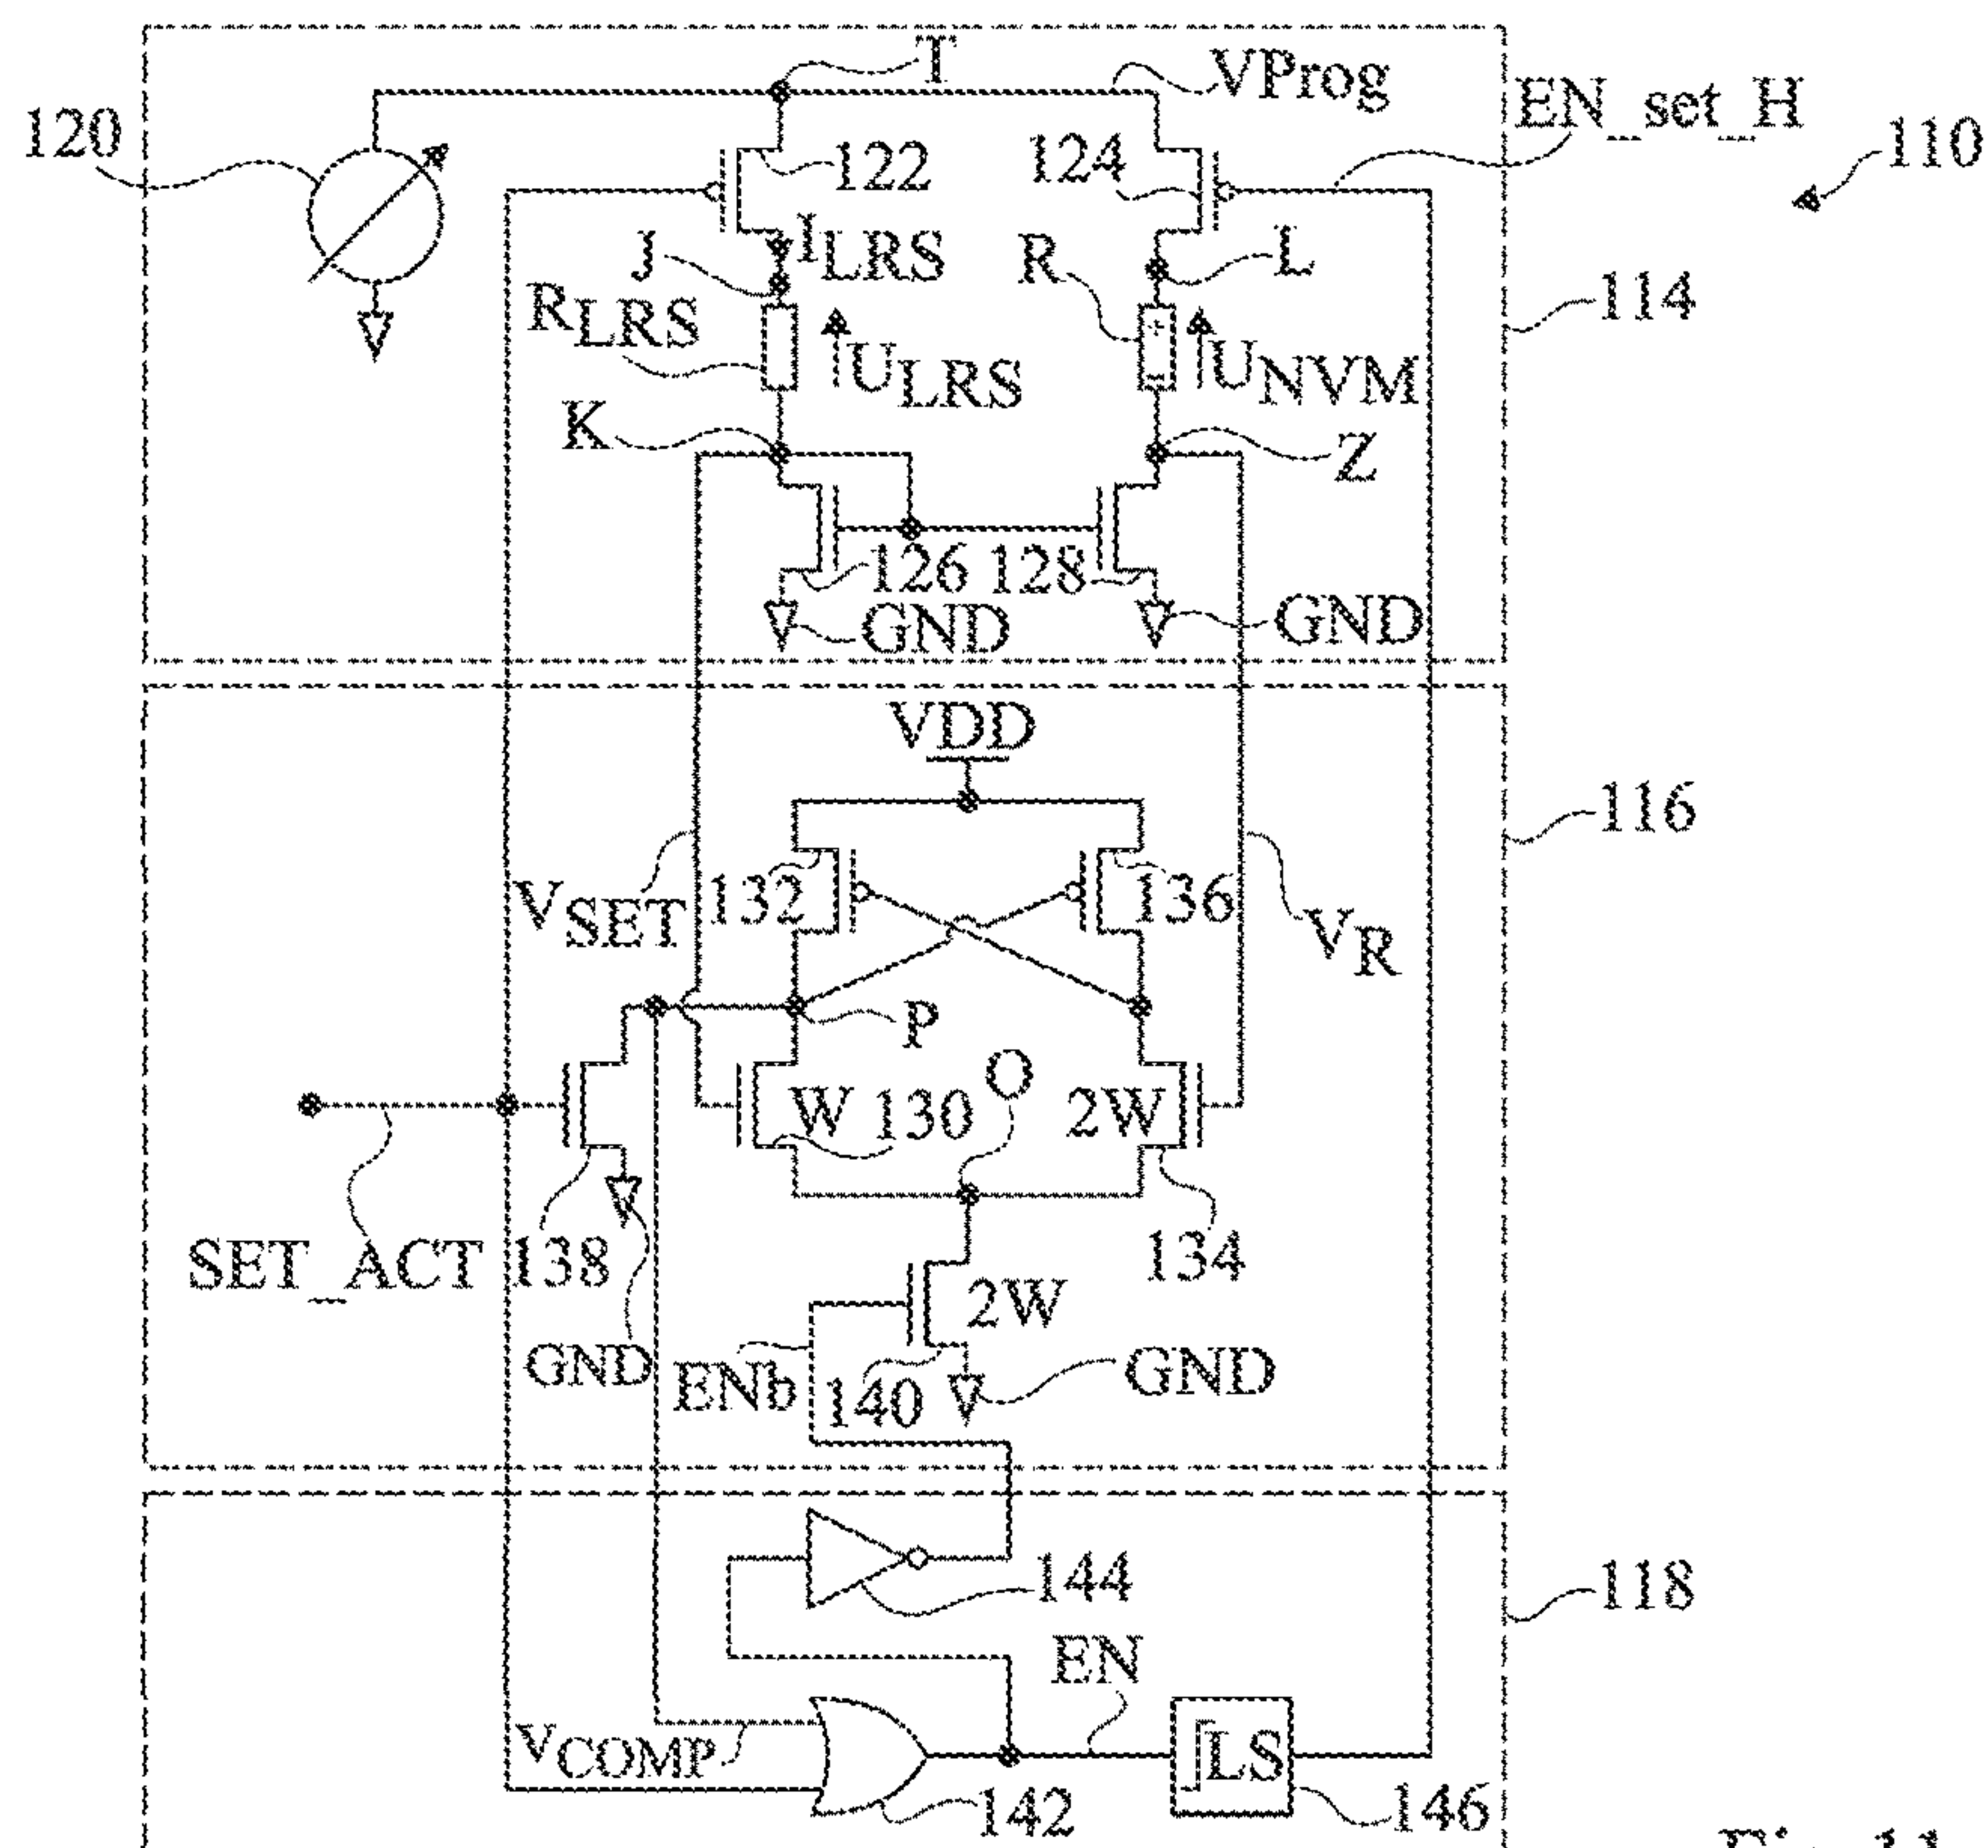 T
VProg
EN_set_H
120
110
122
124
J
ILRS
R
L
RLRS
114
ULRS
UNVM
K
Z
126
128
GND
GND
VDD
116
VSET
132
136
VR
P
O
W
130
2W
SET_ACT
138
134
2W
GND
ENb
140
GND
144
118
EN
VCOMP
LS
142
146